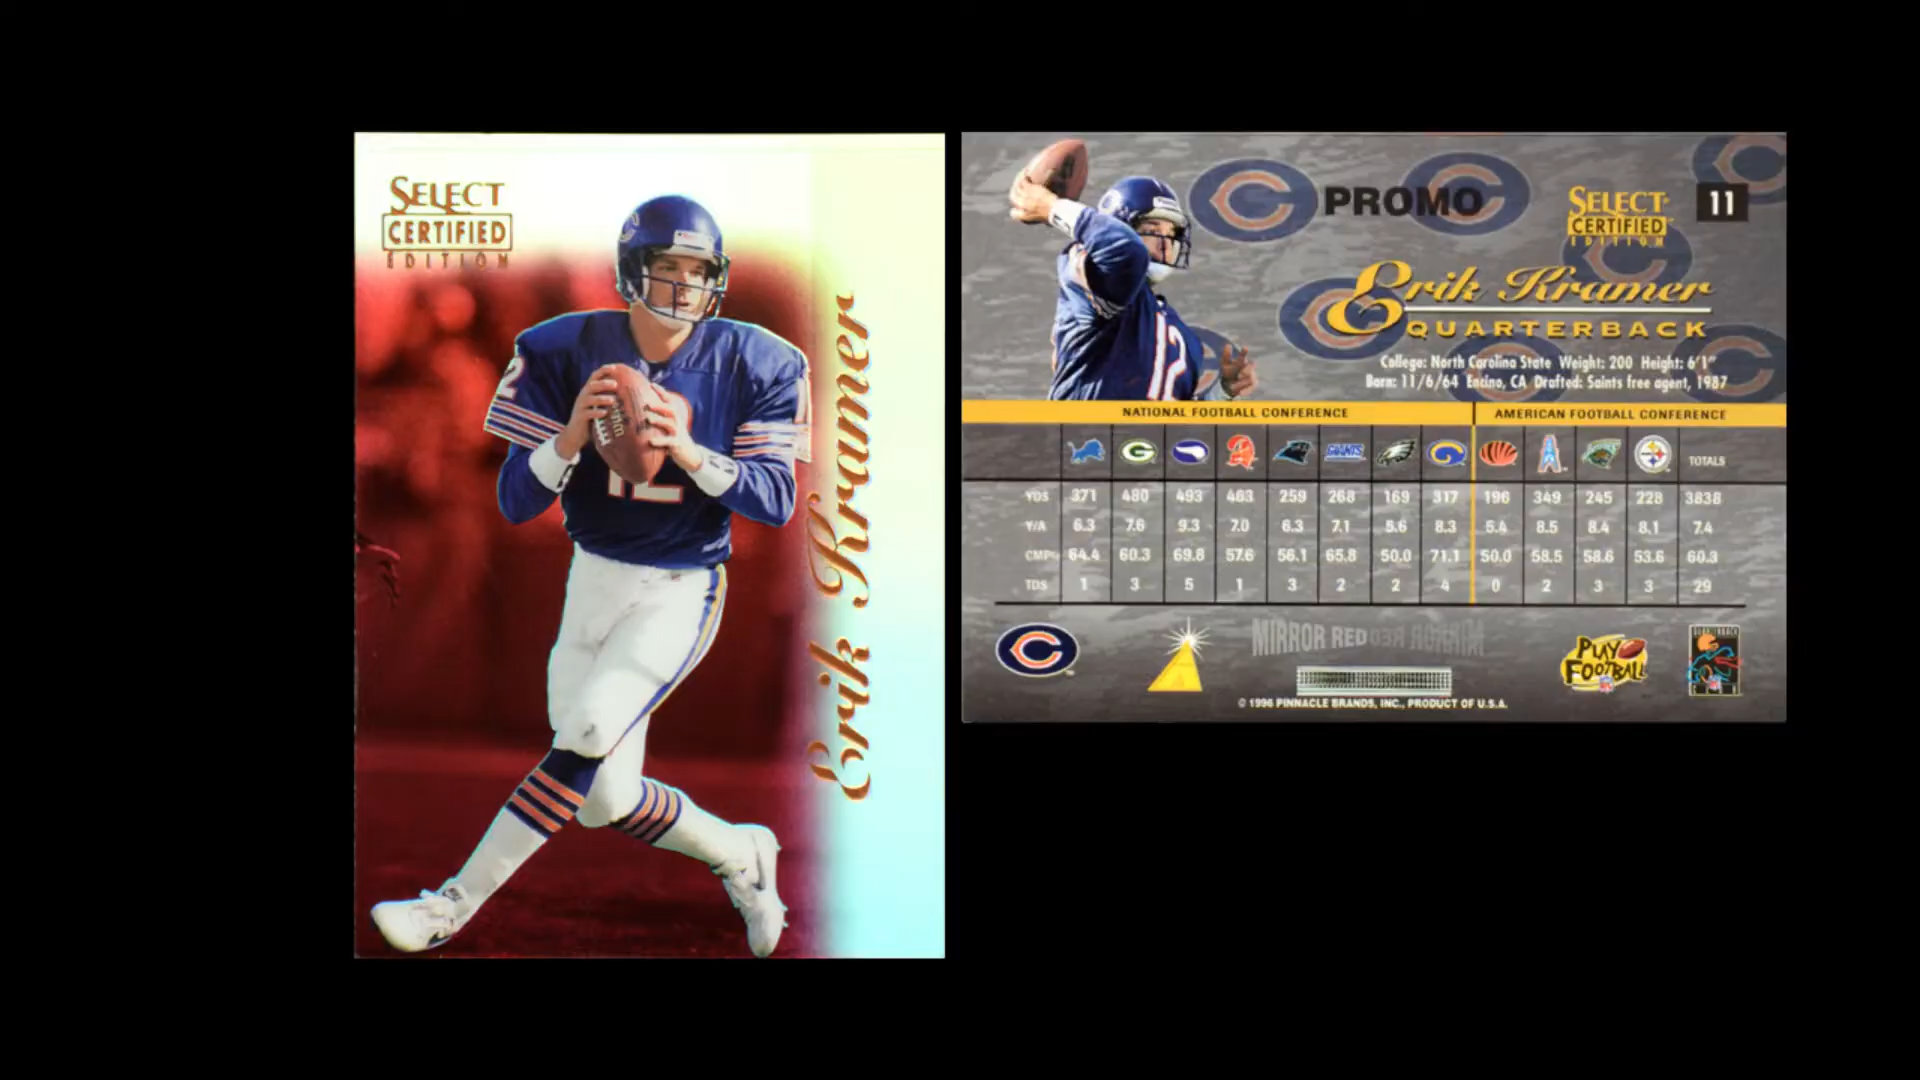 SELECT
CERTIFIED
EDITION
Erik Kramer
12
PROMO
SELECT
CERTIFIED
EDITION
11
Erik Kramer
QUARTERBACK
College: North Carolina State Weight: 200 Height: 6'1"
Born: 11/6/64 Encino, CA Drafted: Saints free agent, 1987
12
NATIONAL FOOTBALL CONFERENCE AMERICAN FOOTBALL CONFERENCE
GIANTS TOTALS
YDS 371 480 493 463 259 268 169 317 196 349 245 228 3838
Y/A 6.3 7.6 9.3 7.0 6.3 7.1 5.6 8.3 5.4 8.5 8.4 8.1 7.4
CMP% 64.4 60.3 69.8 57.6 56.1 65.8 50.0 71.1 50.0 58.5 58.6 53.6 60.3
TDS 1 3 5 1 3 2 2 4 0 2 3 3 29
MIRROR RED
PLAY
FOOTBALL
QUARTERBACK
CLUB
© 1996 PINNACLE BRANDS, INC., PRODUCT OF U.S.A.